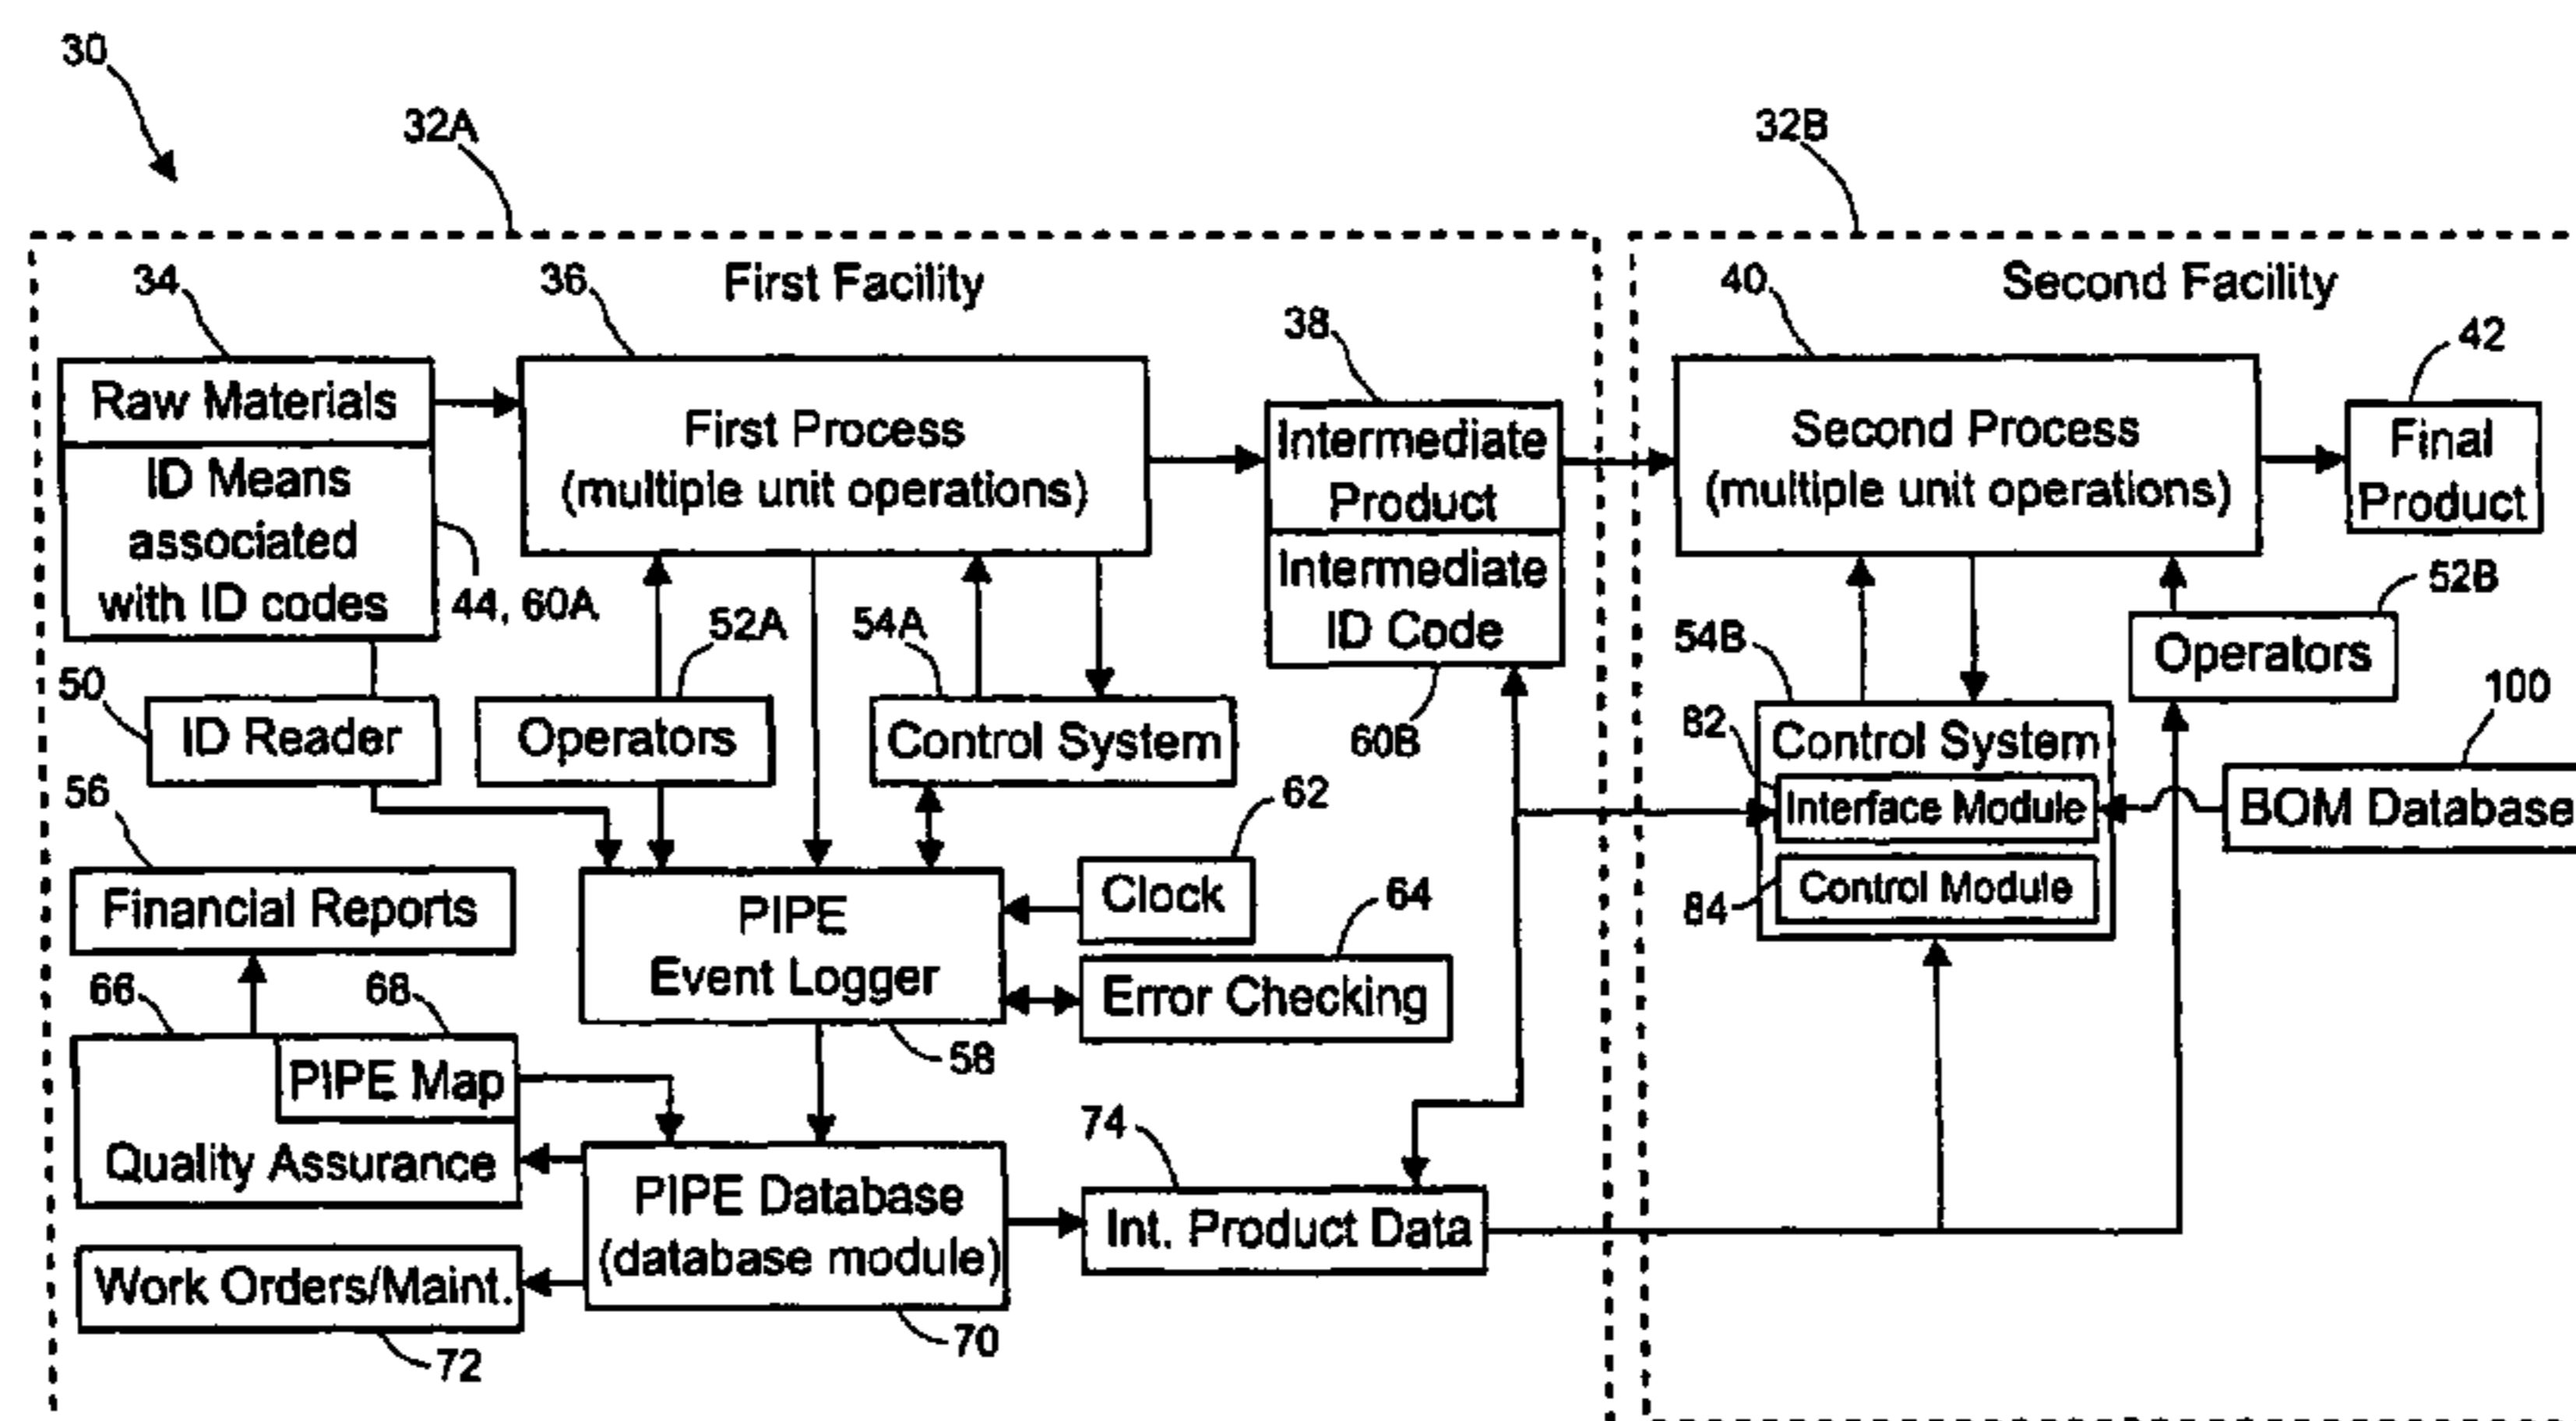 30
32A
32B
First Facility
Second Facility
34
36
38
40
42
Raw Materials
ID Means
associated
with ID codes
44, 60A
First Process
(multiple unit operations)
Intermediate
Product
Intermediate
ID Code
60B
Second Process
(multiple unit operations)
Final
Product
50
ID Reader
52A
Operators
54A
Control System
52B
Operators
54B
Control System
82
Interface Module
84
Control Module
100
BOM Database
56
Financial Reports
PIPE
Event Logger
58
62
Clock
64
Error Checking
66
68
PIPE Map
Quality Assurance
PIPE Database
(database module)
70
74
Int. Product Data
Work Orders/Maint.
72